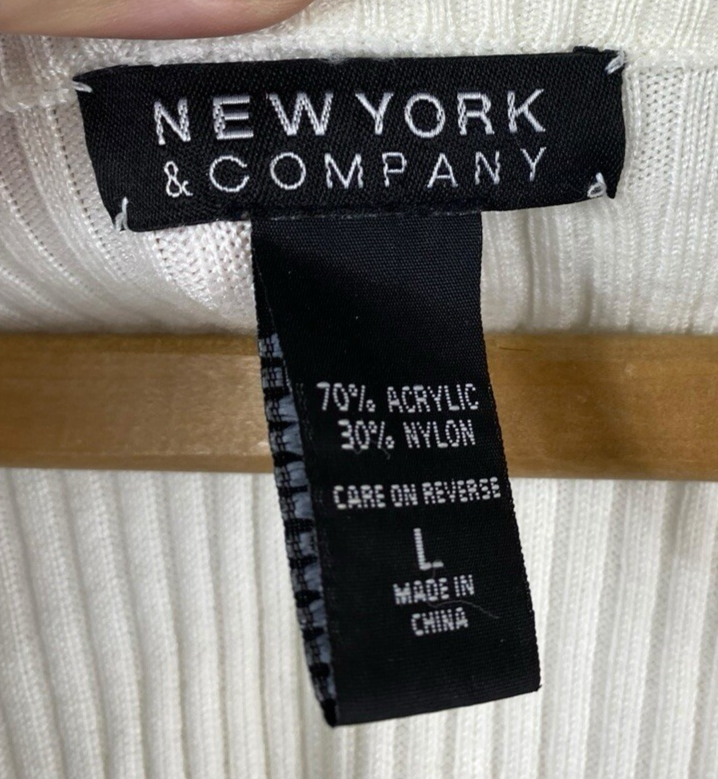 NEW YORK
& COMPANY
70% ACRYLIC
30% NYLON
CARE ON REVERSE
L
MADE IN
CHINA